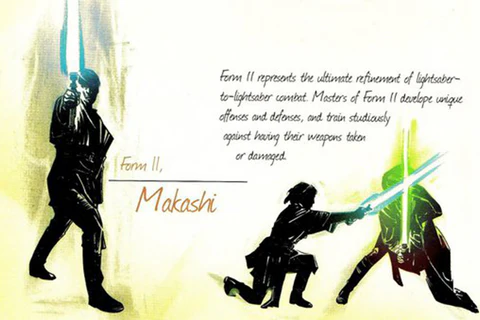 Form II represents the ultimate refinement of lightsaber-
to-lightsaber combat. Masters of Form II develope unique
offenses and defenses, and train studiously
against having their weapons taken
or damaged.
Form II,
Makashi